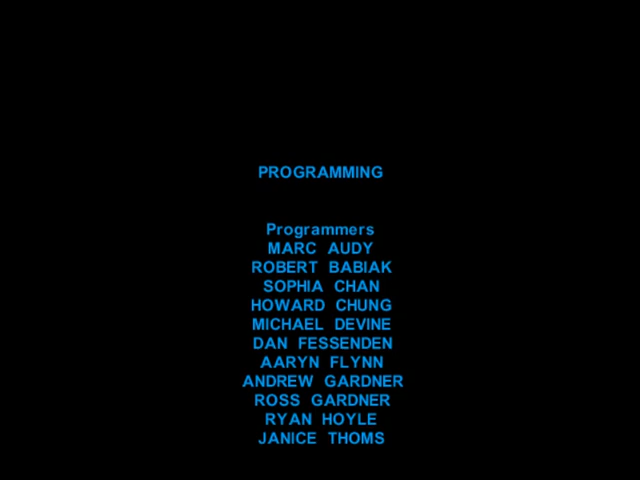 PROGRAMMING
Programmers
MARC AUDY
ROBERT BABIAK
SOPHIA CHAN
HOWARD CHUNG
MICHAEL DEVINE
DAN FESSENDEN
AARYN FLYNN
ANDREW GARDNER
ROSS GARDNER
RYAN HOYLE
JANICE THOMS